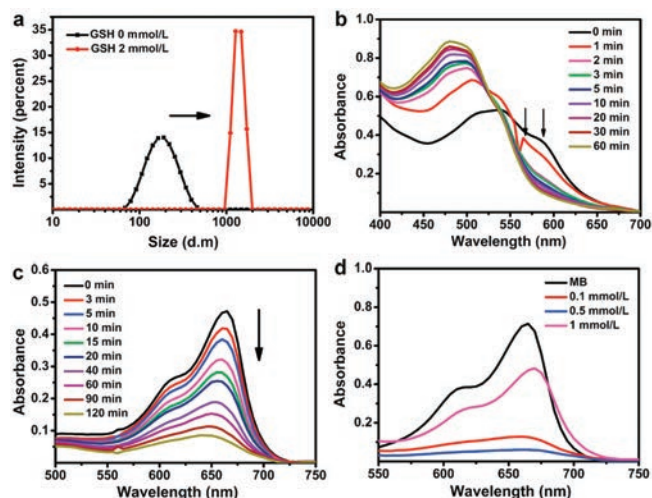 a
GSH 0 mmol/L
GSH 2 mmol/L
Intensity (percent)
35
30
25
20
15
10
5
10 100 1000 10000
Size (d.m)
b
0 min
1 min
2 min
3 min
5 min
10 min
20 min
30 min
60 min
Absorbance
1.0
0.8
0.6
0.4
0.2
400 450 500 550 600 650 700
Wavelength (nm)
c
0 min
3 min
5 min
10 min
15 min
20 min
40 min
60 min
90 min
120 min
Absorbance
0.6
0.5
0.4
0.3
0.2
0.1
500 550 600 650 700 750
Wavelength (nm)
d
MB
0.1 mmol/L
0.5 mmol/L
1 mmol/L
Absorbance
1.0
0.8
0.6
0.4
0.2
550 600 650 700 750
Wavelength (nm)